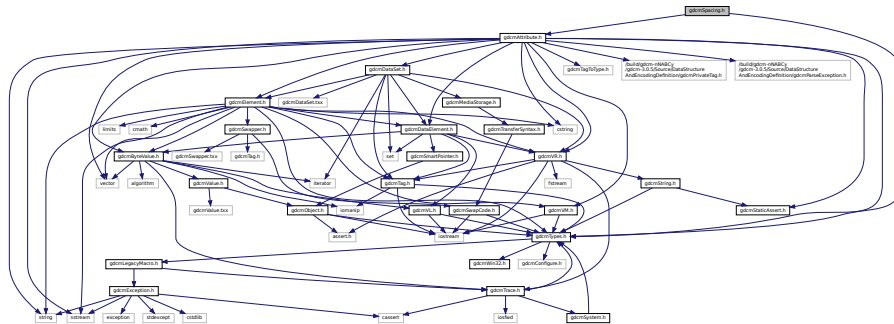 gdcmSpacing.h
gdcmAttribute.h
gdcmDataSet.h
gdcmTagToType.h
/build/gdcm-nNABCy
/gdcm-3.0.5/Source/DataStructure
AndEncodingDefinition/gdcmPrivateTag.h
/build/gdcm-nNABCy
/gdcm-3.0.5/Source/DataStructure
AndEncodingDefinition/gdcmParseException.h
gdcmElement.h
gdcmDataSet.txx
gdcmMediaStorage.h
limits
cmath
gdcmSwapper.h
gdcmDataElement.h
gdcmTransferSyntax.h
cstring
gdcmByteValue.h
gdcmSwapper.txx
gdcmTag.h
set
gdcmSmartPointer.h
gdcmVR.h
vector
algorithm
gdcmValue.h
iterator
gdcmTag.h
fstream
gdcmString.h
gdcmValue.txx
gdcmObject.h
iomanip
gdcmVL.h
gdcmSwapCode.h
gdcmVM.h
gdcmStaticAssert.h
assert.h
iostream
gdcmTypes.h
gdcmLegacyMacro.h
gdcmWin32.h
gdcmConfigure.h
gdcmException.h
gdcmTrace.h
string
sstream
exception
stdexcept
cstdlib
cassert
iosfwd
gdcmSystem.h